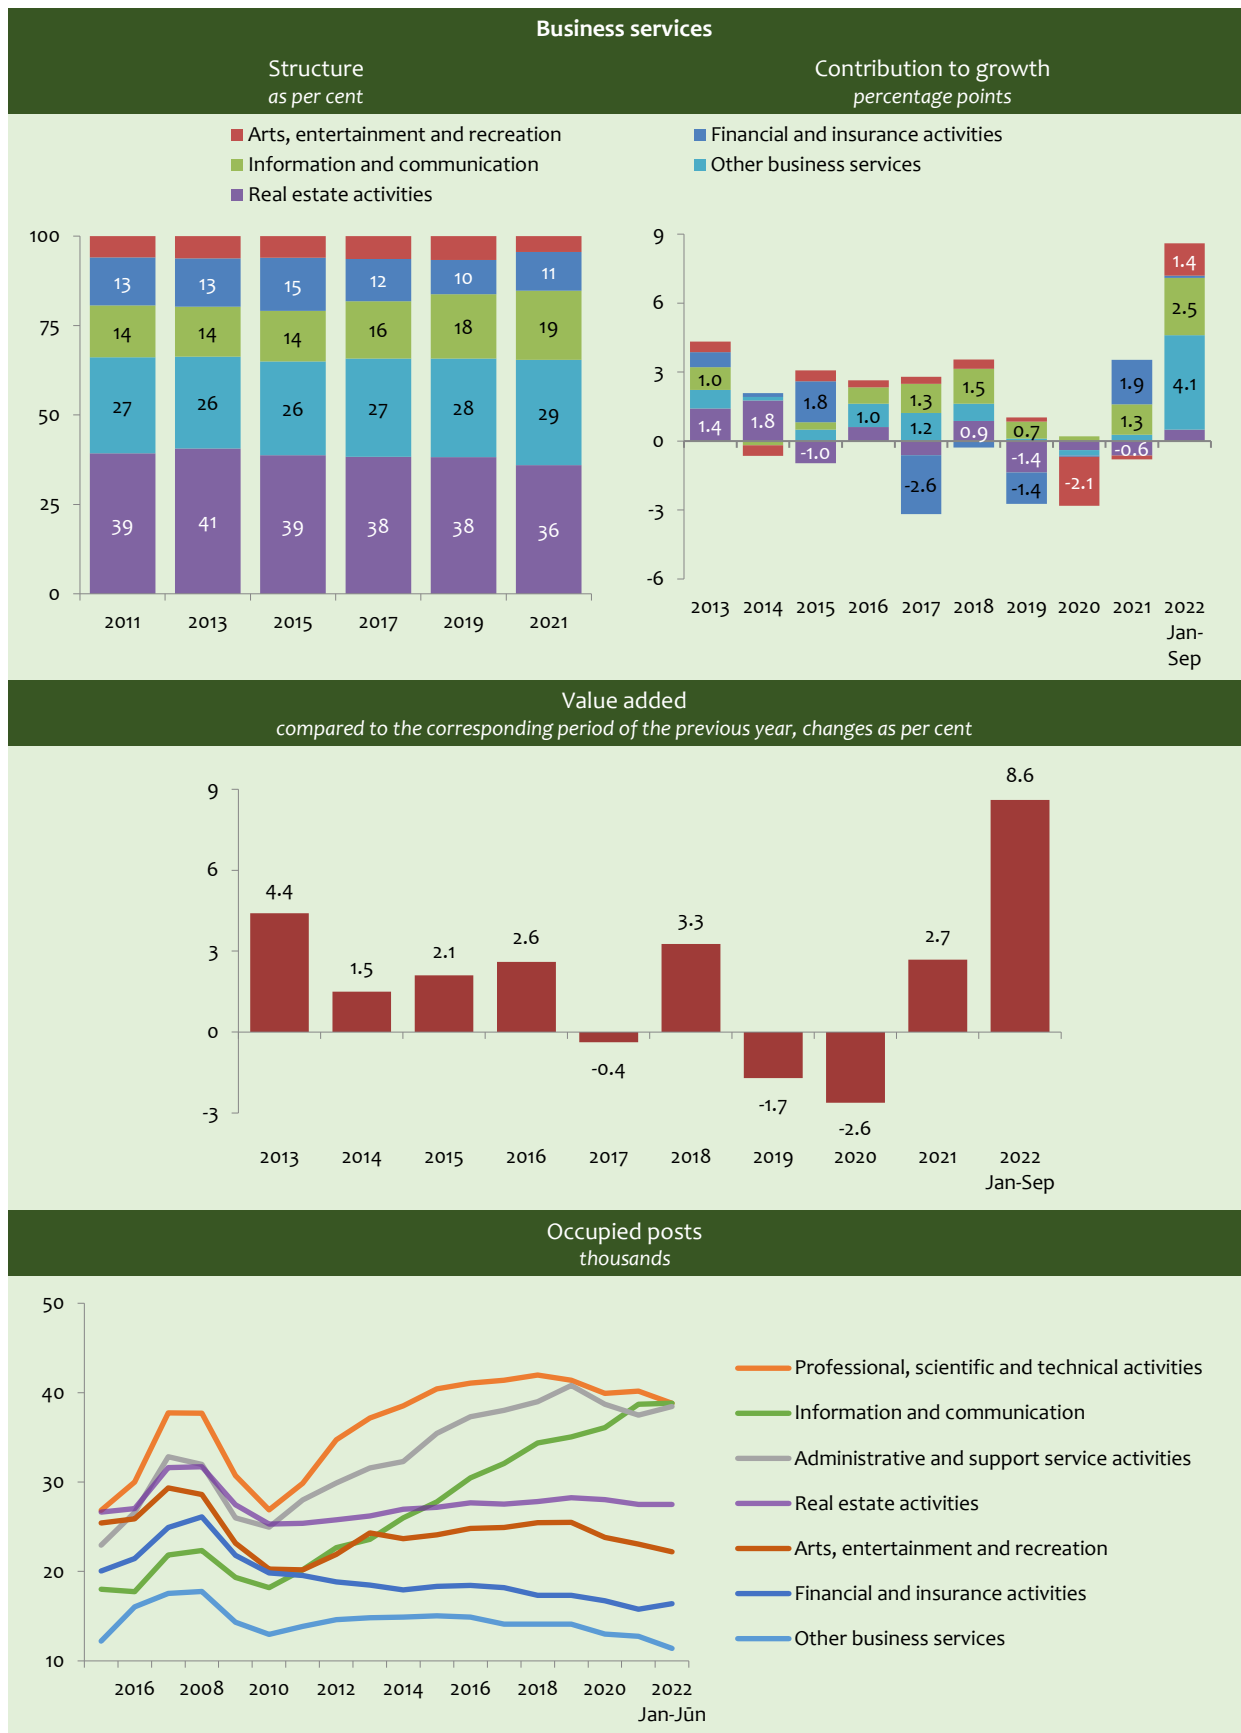 Business services
Structure
as per cent
Contribution to growth
percentage points
Arts, entertainment and recreation
Information and communication
Real estate activities
Financial and insurance activities
Other business services
100
75
50
25
0
13 13 15 12 10 11
14 14 14 16 18 19
27 26 26 27 28 29
39 41 39 38 38 36
2011 2013 2015 2017 2019 2021
9
6
3
0
-3
-6
1.0
1.4
1.8
1.8
-1.0
1.0
1.3
1.2
-2.6
1.5
0.9
0.7
-1.4
-1.4
-2.1
1.9
1.3
-0.6
1.4
2.5
4.1
2013 2014 2015 2016 2017 2018 2019 2020 2021 2022
Jan-
Sep
Value added
compared to the corresponding period of the previous year, changes as per cent
9
6
3
0
-3
4.4
1.5
2.1
2.6
-0.4
3.3
-1.7
-2.6
2.7
8.6
2013 2014 2015 2016 2017 2018 2019 2020 2021 2022
Jan-Sep
Occupied posts
thousands
50
40
30
20
10
2016 2008 2010 2012 2014 2016 2018 2020 2022
Jan-Jūn
Professional, scientific and technical activities
Information and communication
Administrative and support service activities
Real estate activities
Arts, entertainment and recreation
Financial and insurance activities
Other business services